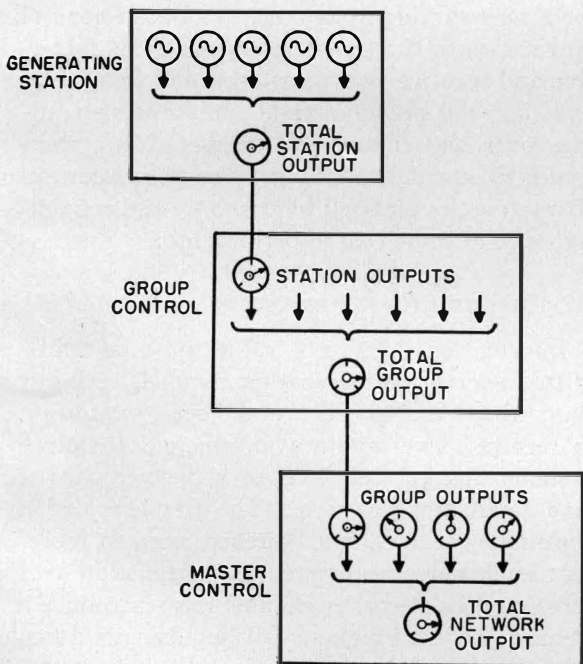 GENERATING
STATION
TOTAL
STATION
OUTPUT
GROUP
CONTROL
STATION OUTPUTS
TOTAL
GROUP
OUTPUT
MASTER
CONTROL
GROUP OUTPUTS
TOTAL
NETWORK
OUTPUT